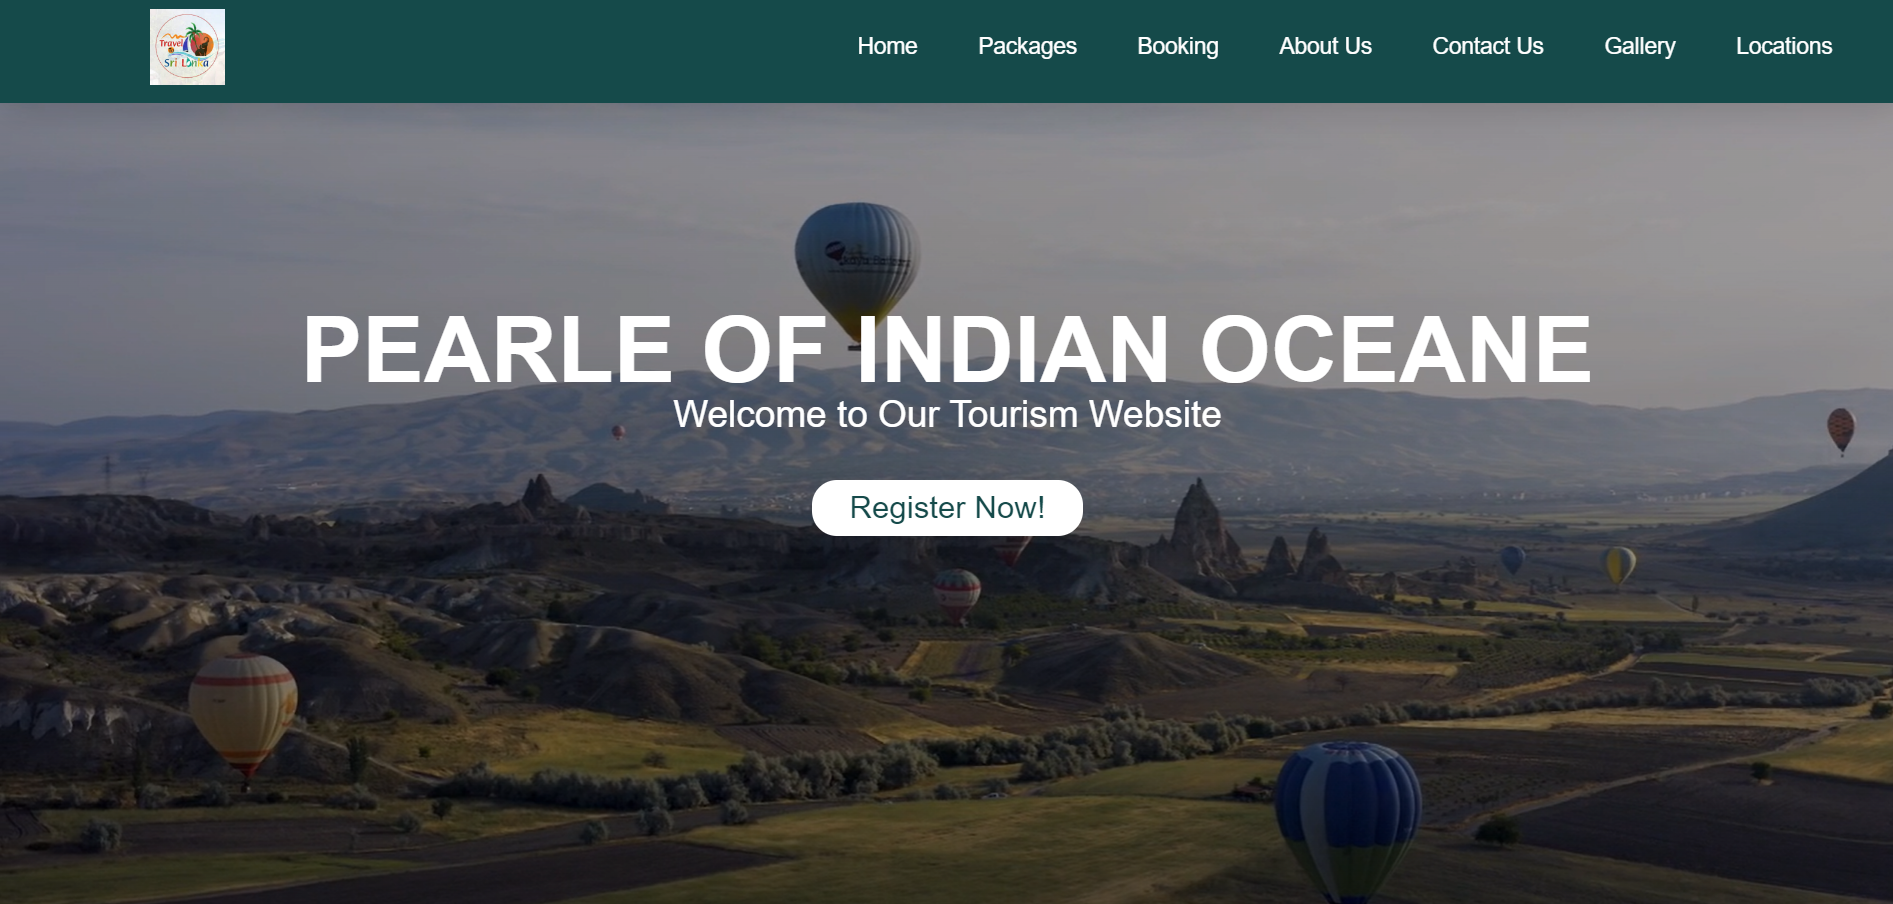 Travel
Sri Lanka
Home Packages Booking About Us Contact Us Gallery Locations
PEARLE OF INDIAN OCEANE
Welcome to Our Tourism Website
Register Now!